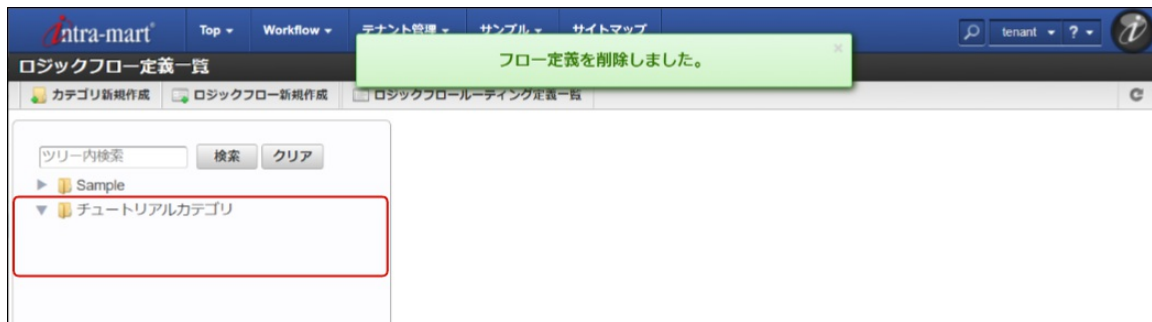 intra-mart Top Workflow テナント管理 サンプル サイトマップ tenant ?
フロー定義を削除しました。 ×
ロジックフロー定義一覧
カテゴリ新規作成 ロジックフロー新規作成 ロジックフロールーティング定義一覧
ツリー内検索 検索 クリア
Sample
チュートリアルカテゴリ